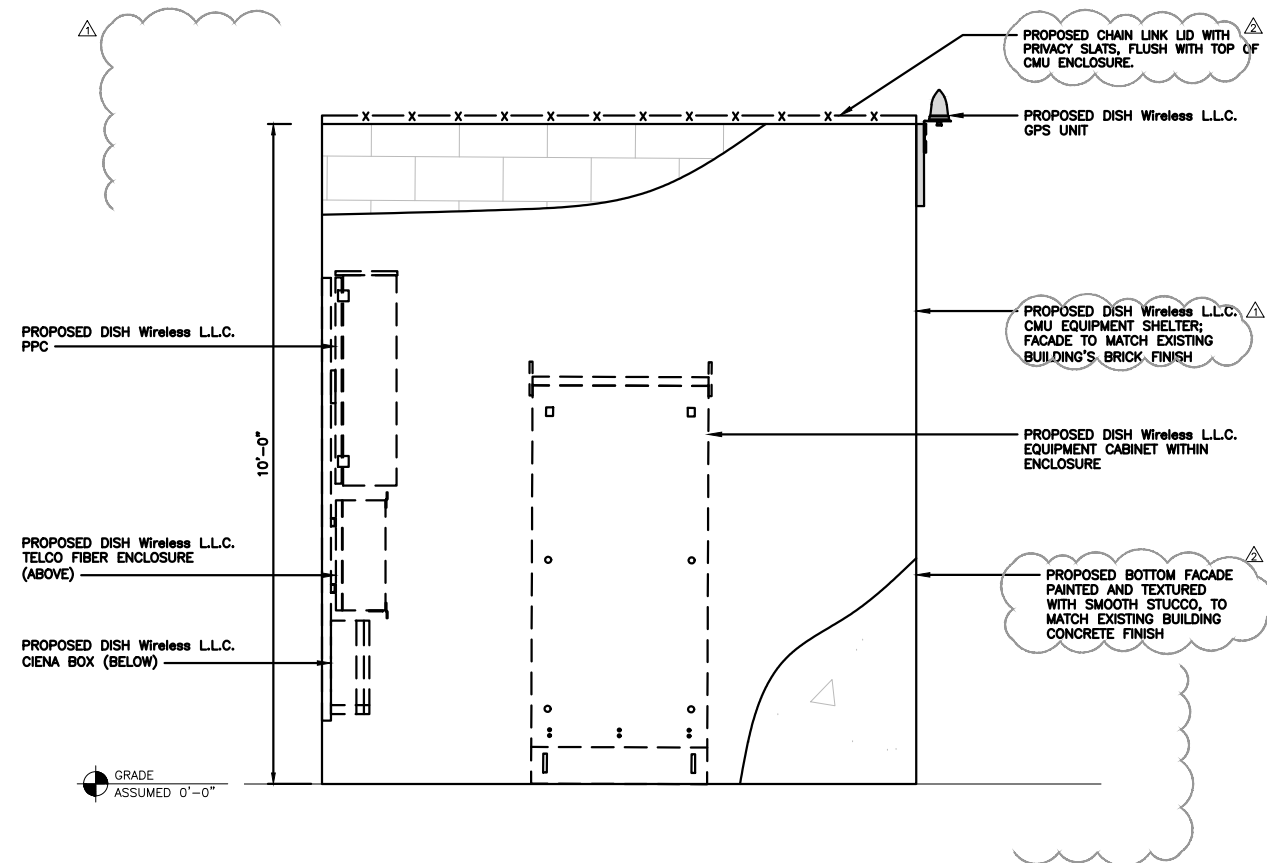 1
PROPOSED CHAIN LINK LID WITH
PRIVACY SLATS, FLUSH WITH TOP OF
CMU ENCLOSURE.
2
X X X X X X X X X X X X
PROPOSED DISH Wireless L.L.C.
GPS UNIT
PROPOSED DISH Wireless L.L.C.
CMU EQUIPMENT SHELTER;
FACADE TO MATCH EXISTING
BUILDING'S BRICK FINISH
1
PROPOSED DISH Wireless L.L.C.
PPC
10'-0"
PROPOSED DISH Wireless L.L.C.
EQUIPMENT CABINET WITHIN
ENCLOSURE
PROPOSED DISH Wireless L.L.C.
TELCO FIBER ENCLOSURE
(ABOVE)
PROPOSED BOTTOM FACADE
PAINTED AND TEXTURED
WITH SMOOTH STUCCO, TO
MATCH EXISTING BUILDING
CONCRETE FINISH
2
PROPOSED DISH Wireless L.L.C.
CIENA BOX (BELOW)
GRADE
ASSUMED 0'-0"